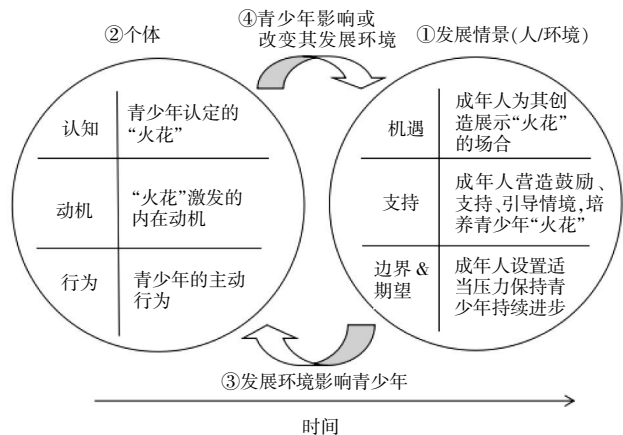 ②个体
④青少年影响或
改变其发展环境
①发展情景(人/环境)
认知
青少年认定的
“火花”
动机
“火花”激发的
内在动机
行为
青少年的主动
行为
机遇
成年人为其创
造展示“火花”
的场合
支持
成年人营造鼓励、
支持、引导情境,培
养青少年“火花”
边界&
期望
成年人设置适
当压力保持青
少年持续进步
③发展环境影响青少年
时间